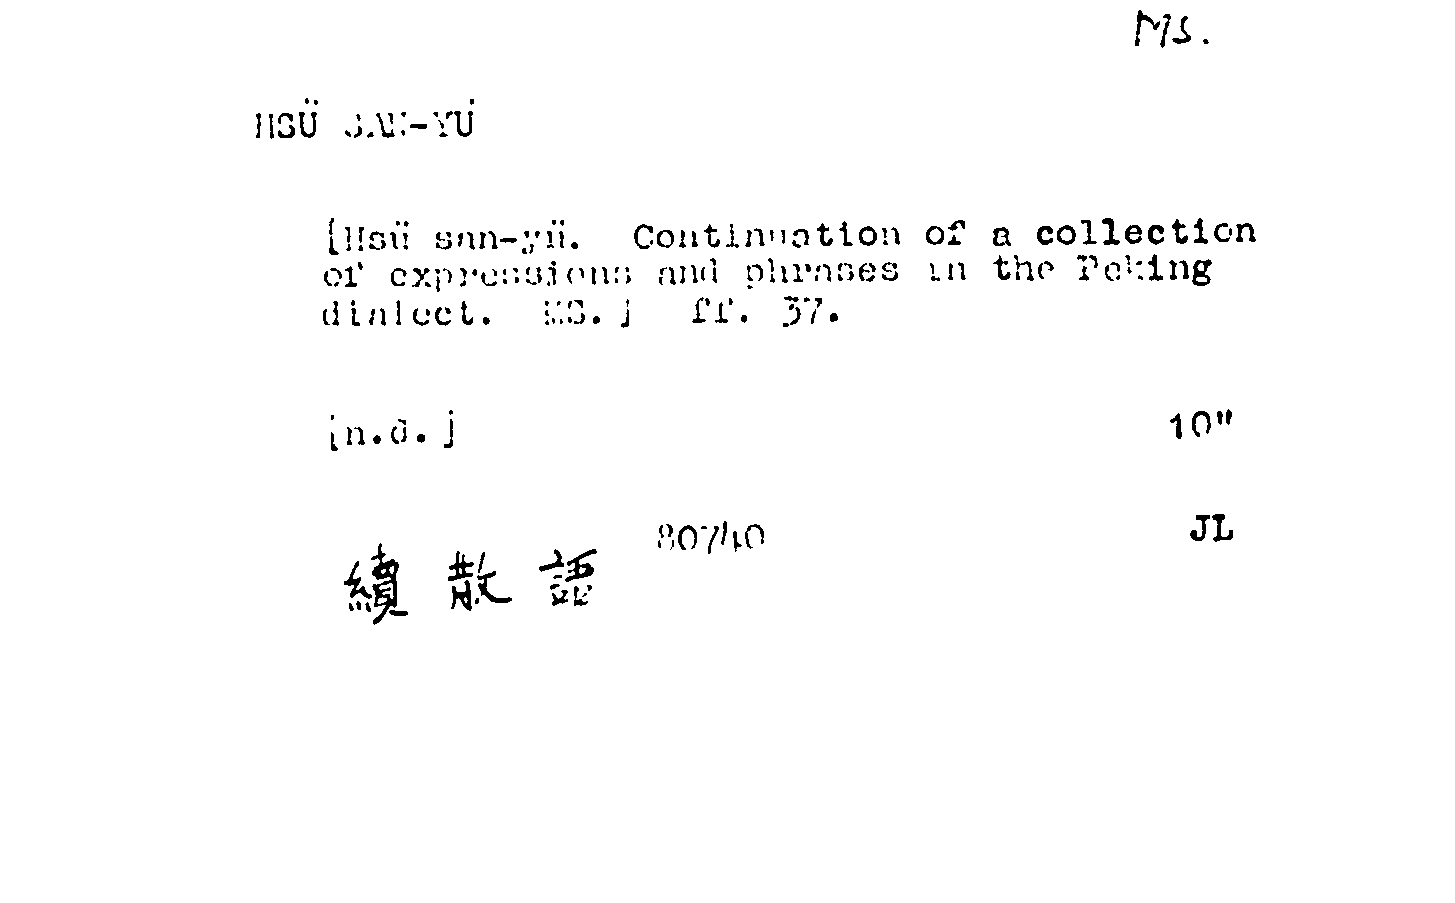 MS.
HSÜ SAN-YÜ
[Hsü san-yü. Continuation of a collection
of expressions and phrases in the Peking
dialect. MS.] ff. 37.
[n.d.] 10"
80740 JL
續散語